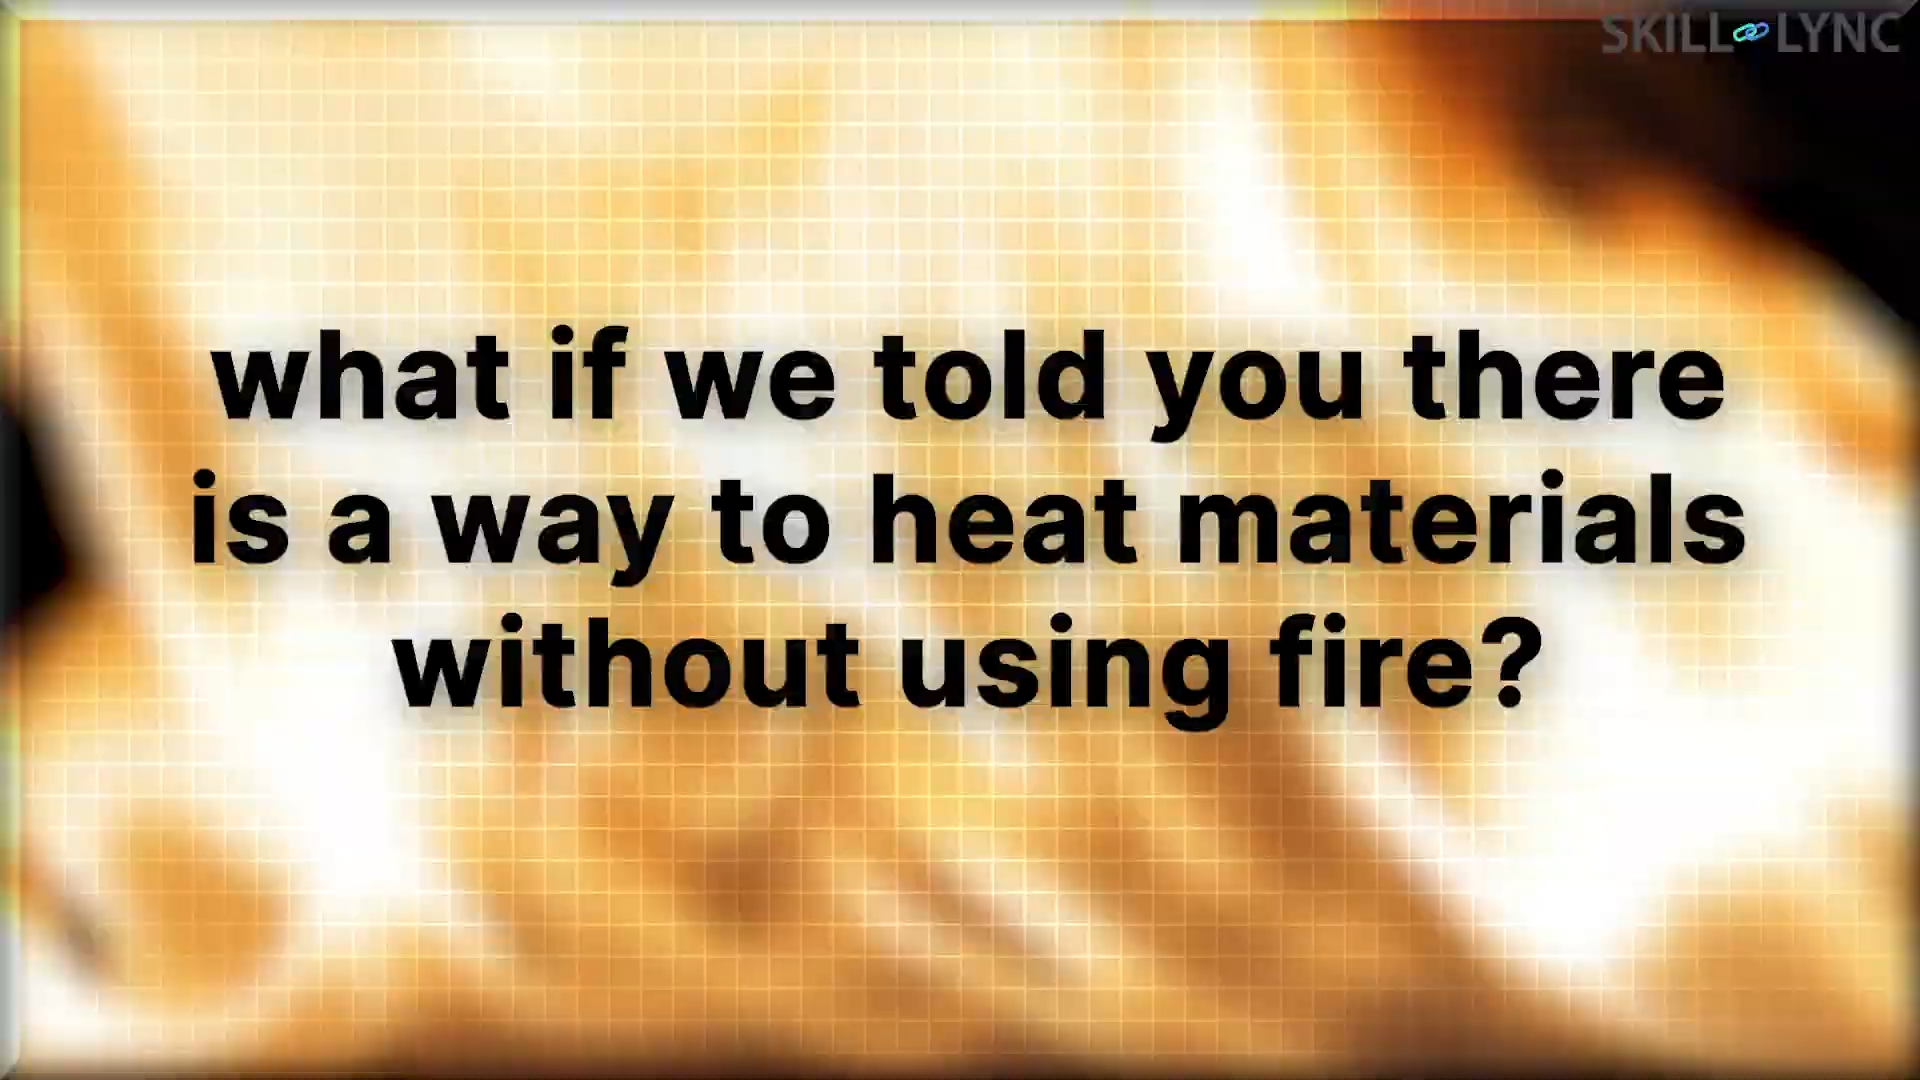 SKILL LYNC
what if we told you there
is a way to heat materials
without using fire?